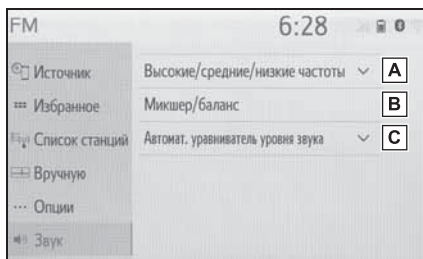 FM
6:28
Источник
Избранное
Список станций
Вручную
Опции
Звук
Высокие/средние/низкие частоты
A
Микшер/баланс
B
Автомат. уравниватель уровня звука
C